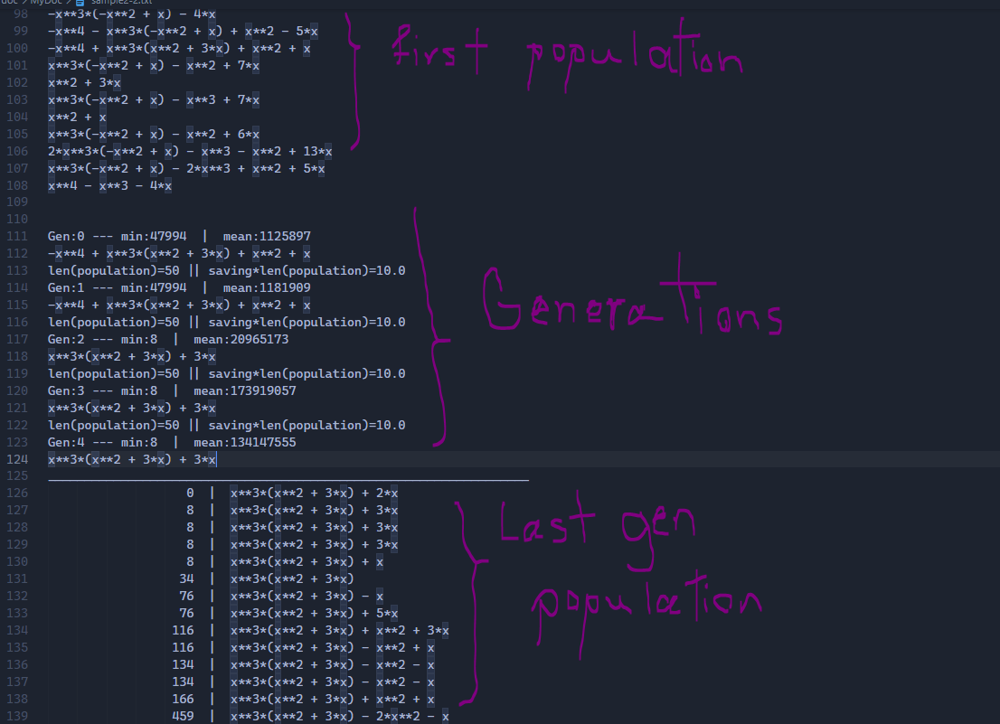 doc > MyDoc > sample2-2.txt
98 -x**3*(-x**2 + x) - 4*x
99 -x**4 - x**3*(-x**2 + x) + x**2 - 5*x
100 -x**4 + x**3*(x**2 + 3*x) + x**2 + x
101 x**3*(-x**2 + x) - x**2 + 7*x
102 x**2 + 3*x
103 x**3*(-x**2 + x) - x**3 + 7*x
104 x**2 + x
105 x**3*(-x**2 + x) - x**2 + 6*x
106 2*x**3*(-x**2 + x) - x**3 - x**2 + 13*x
107 x**3*(-x**2 + x) - 2*x**3 + x**2 + 5*x
108 x**4 - x**3 - 4*x
first population
109
110
111 Gen:0 --- min:47994 | mean:1125897
112 -x**4 + x**3*(x**2 + 3*x) + x**2 + x
113 len(population)=50 || saving*len(population)=10.0
114 Gen:1 --- min:47994 | mean:1181909
115 -x**4 + x**3*(x**2 + 3*x) + x**2 + x
116 len(population)=50 || saving*len(population)=10.0
117 Gen:2 --- min:8 | mean:20965173
118 x**3*(x**2 + 3*x) + 3*x
119 len(population)=50 || saving*len(population)=10.0
120 Gen:3 --- min:8 | mean:173919057
121 x**3*(x**2 + 3*x) + 3*x
122 len(population)=50 || saving*len(population)=10.0
123 Gen:4 --- min:8 | mean:134147555
124 x**3*(x**2 + 3*x) + 3*x
Generations
125 ____________________________________________________________________
126 0 | x**3*(x**2 + 3*x) + 2*x
127 8 | x**3*(x**2 + 3*x) + 3*x
128 8 | x**3*(x**2 + 3*x) + 3*x
129 8 | x**3*(x**2 + 3*x) + 3*x
130 8 | x**3*(x**2 + 3*x) + x
131 34 | x**3*(x**2 + 3*x)
132 76 | x**3*(x**2 + 3*x) - x
133 76 | x**3*(x**2 + 3*x) + 5*x
134 116 | x**3*(x**2 + 3*x) + x**2 + 3*x
135 116 | x**3*(x**2 + 3*x) - x**2 + x
136 134 | x**3*(x**2 + 3*x) - x**2 - x
137 134 | x**3*(x**2 + 3*x) - x**2 - x
138 166 | x**3*(x**2 + 3*x) + x**2 + x
139 459 | x**3*(x**2 + 3*x) - 2*x**2 - x
Last gen
population